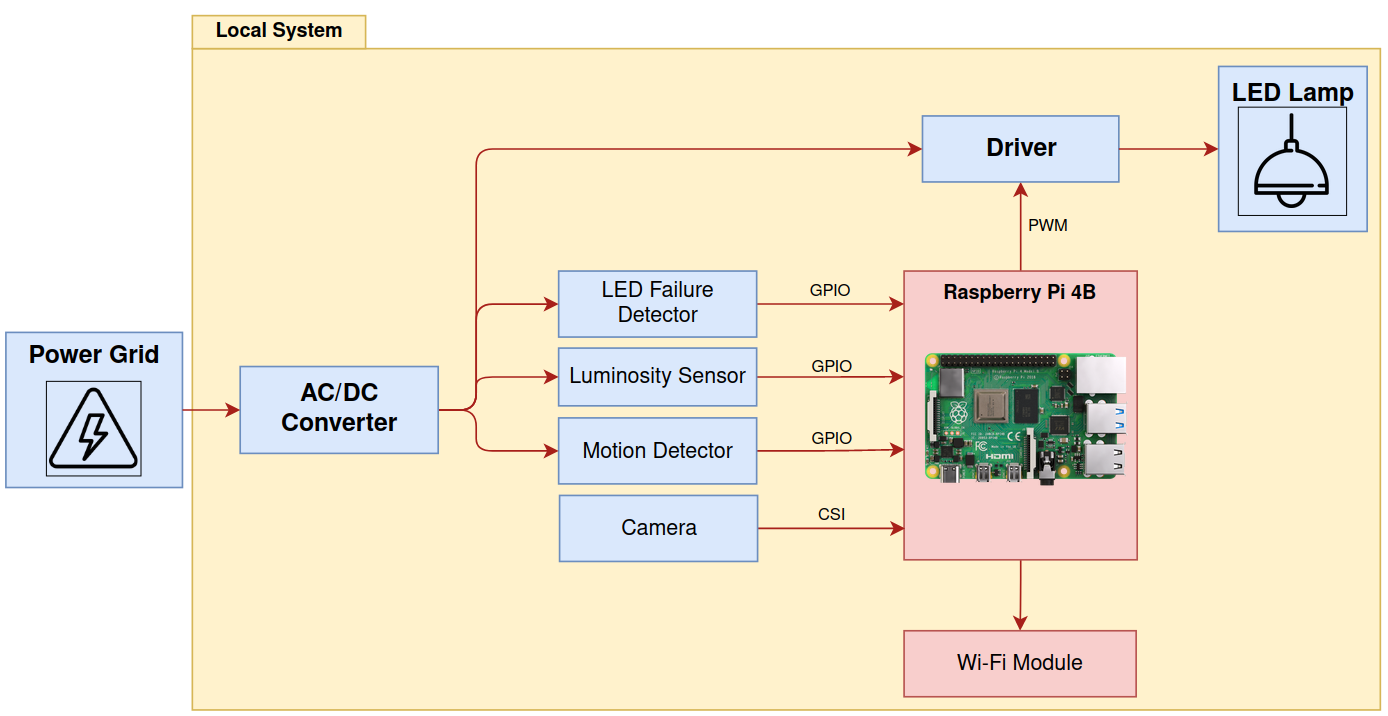 Local System
LED Lamp
Driver
PWM
LED Failure
Detector
GPIO
Raspberry Pi 4B
Power Grid
AC/DC
Converter
Luminosity Sensor
GPIO
Motion Detector
GPIO
HDMI
Camera
CSI
Wi-Fi Module